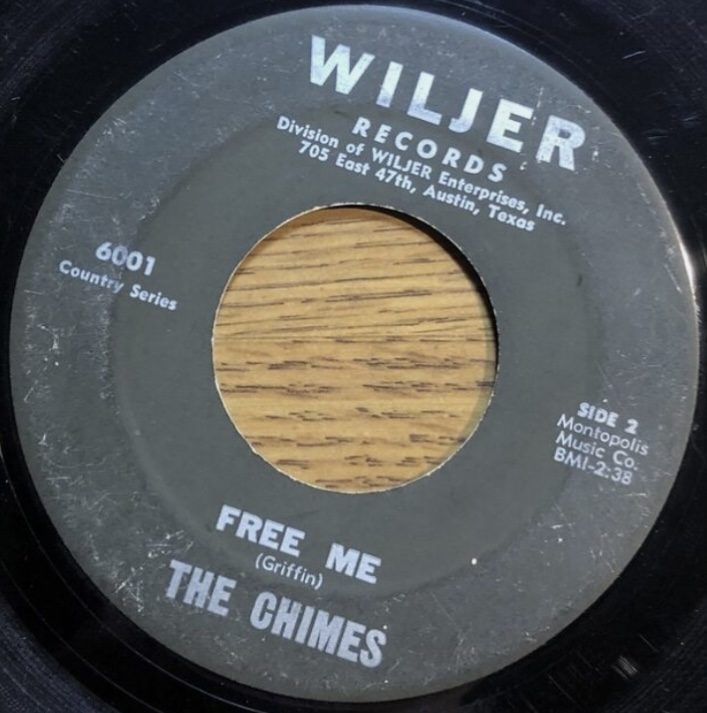 WILJER
RECORDS
Division of WILJER Enterprises, Inc.
705 East 47th, Austin, Texas
6001
Country Series
SIDE 2
Montopolis
Music Co.
BMI-2:38
FREE ME
(Griffin)
THE CHIMES